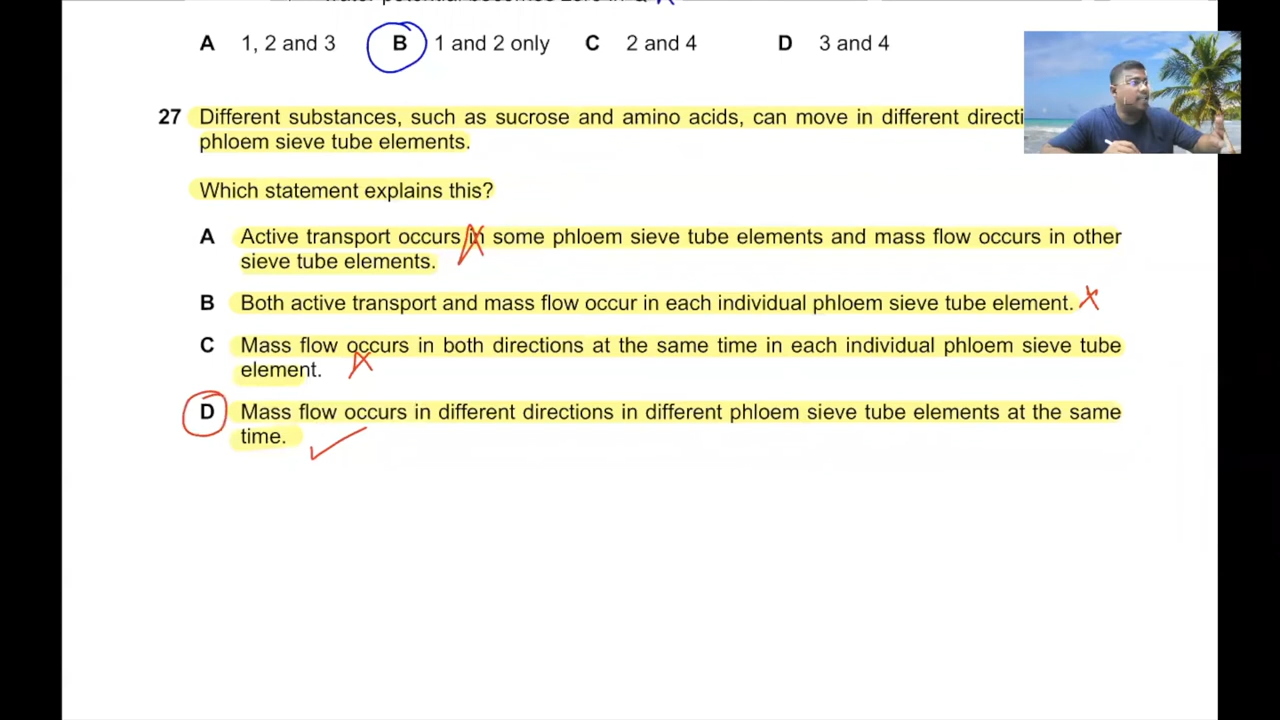 A 1, 2 and 3 B 1 and 2 only C 2 and 4 D 3 and 4
27 Different substances, such as sucrose and amino acids, can move in different
phloem sieve tube elements.
Which statement explains this?
A Active transport occurs in some phloem sieve tube elements and mass flow occurs in other
sieve tube elements.
B Both active transport and mass flow occur in each individual phloem sieve tube element.
C Mass flow occurs in both directions at the same time in each individual phloem sieve tube
element.
D Mass flow occurs in different directions in different phloem sieve tube elements at the same
time.